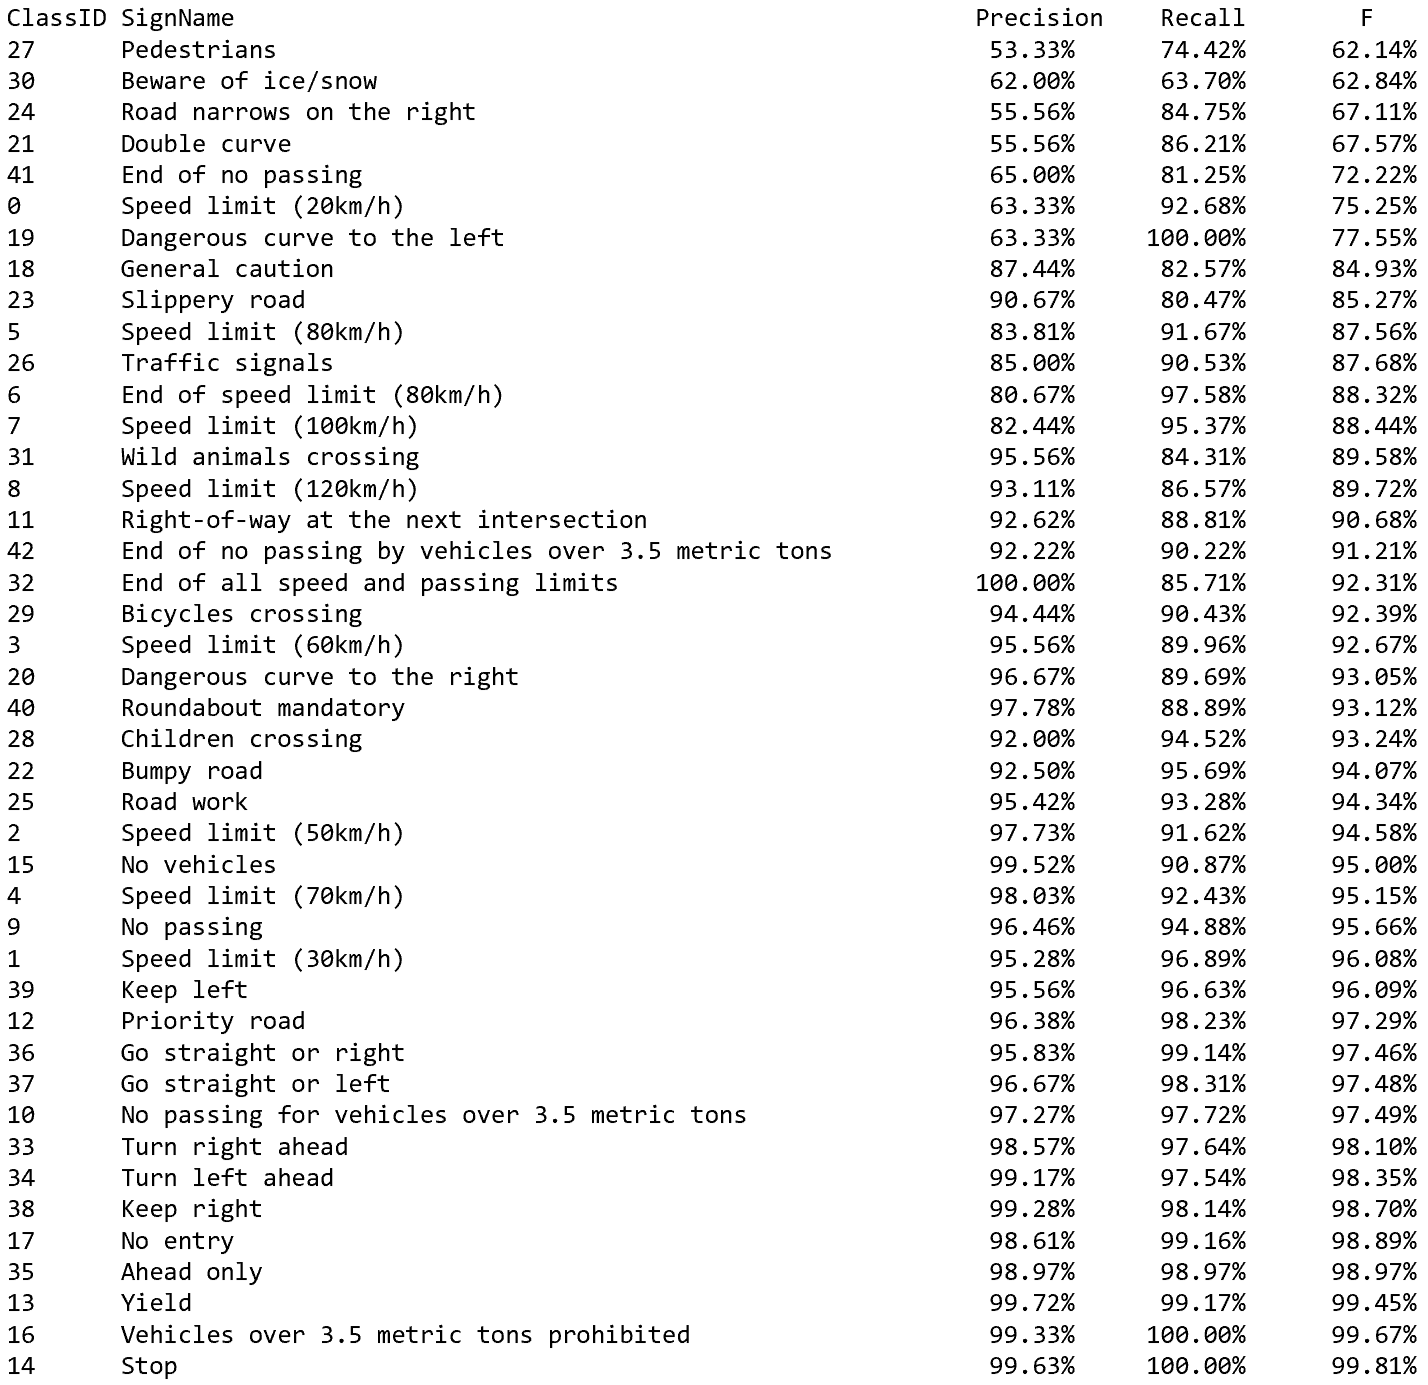 ClassID SignName Precision Recall F
27 Pedestrians 53.33% 74.42% 62.14%
30 Beware of ice/snow 62.00% 63.70% 62.84%
24 Road narrows on the right 55.56% 84.75% 67.11%
21 Double curve 55.56% 86.21% 67.57%
41 End of no passing 65.00% 81.25% 72.22%
0 Speed limit (20km/h) 63.33% 92.68% 75.25%
19 Dangerous curve to the left 63.33% 100.00% 77.55%
18 General caution 87.44% 82.57% 84.93%
23 Slippery road 90.67% 80.47% 85.27%
5 Speed limit (80km/h) 83.81% 91.67% 87.56%
26 Traffic signals 85.00% 90.53% 87.68%
6 End of speed limit (80km/h) 80.67% 97.58% 88.32%
7 Speed limit (100km/h) 82.44% 95.37% 88.44%
31 Wild animals crossing 95.56% 84.31% 89.58%
8 Speed limit (120km/h) 93.11% 86.57% 89.72%
11 Right-of-way at the next intersection 92.62% 88.81% 90.68%
42 End of no passing by vehicles over 3.5 metric tons 92.22% 90.22% 91.21%
32 End of all speed and passing limits 100.00% 85.71% 92.31%
29 Bicycles crossing 94.44% 90.43% 92.39%
3 Speed limit (60km/h) 95.56% 89.96% 92.67%
20 Dangerous curve to the right 96.67% 89.69% 93.05%
40 Roundabout mandatory 97.78% 88.89% 93.12%
28 Children crossing 92.00% 94.52% 93.24%
22 Bumpy road 92.50% 95.69% 94.07%
25 Road work 95.42% 93.28% 94.34%
2 Speed limit (50km/h) 97.73% 91.62% 94.58%
15 No vehicles 99.52% 90.87% 95.00%
4 Speed limit (70km/h) 98.03% 92.43% 95.15%
9 No passing 96.46% 94.88% 95.66%
1 Speed limit (30km/h) 95.28% 96.89% 96.08%
39 Keep left 95.56% 96.63% 96.09%
12 Priority road 96.38% 98.23% 97.29%
36 Go straight or right 95.83% 99.14% 97.46%
37 Go straight or left 96.67% 98.31% 97.48%
10 No passing for vehicles over 3.5 metric tons 97.27% 97.72% 97.49%
33 Turn right ahead 98.57% 97.64% 98.10%
34 Turn left ahead 99.17% 97.54% 98.35%
38 Keep right 99.28% 98.14% 98.70%
17 No entry 98.61% 99.16% 98.89%
35 Ahead only 98.97% 98.97% 98.97%
13 Yield 99.72% 99.17% 99.45%
16 Vehicles over 3.5 metric tons prohibited 99.33% 100.00% 99.67%
14 Stop 99.63% 100.00% 99.81%